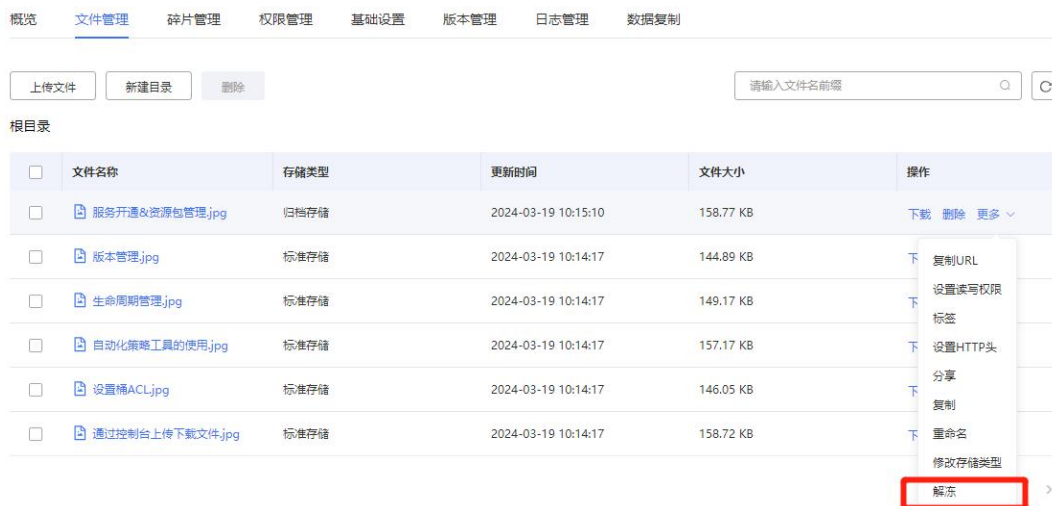 概览 文件管理 碎片管理 权限管理 基础设置 版本管理 日志管理 数据复制
上传文件 新建目录 删除 请输入文件名前缀
根目录
文件名称 存储类型 更新时间 文件大小 操作
服务开通&资源包管理.jpg 归档存储 2024-03-19 10:15:10 158.77 KB 下载 删除 更多
版本管理.jpg 标准存储 2024-03-19 10:14:17 144.89 KB 下
复制URL
设置读写权限
生命周期管理.jpg 标准存储 2024-03-19 10:14:17 149.17 KB 下
标签
自动化策略工具的使用.jpg 标准存储 2024-03-19 10:14:17 157.17 KB 下
设置HTTP头
分享
设置桶ACL.jpg 标准存储 2024-03-19 10:14:17 146.05 KB 下
复制
通过控制台上传下载文件.jpg 标准存储 2024-03-19 10:14:17 158.72 KB 下
重命名
修改存储类型
解冻